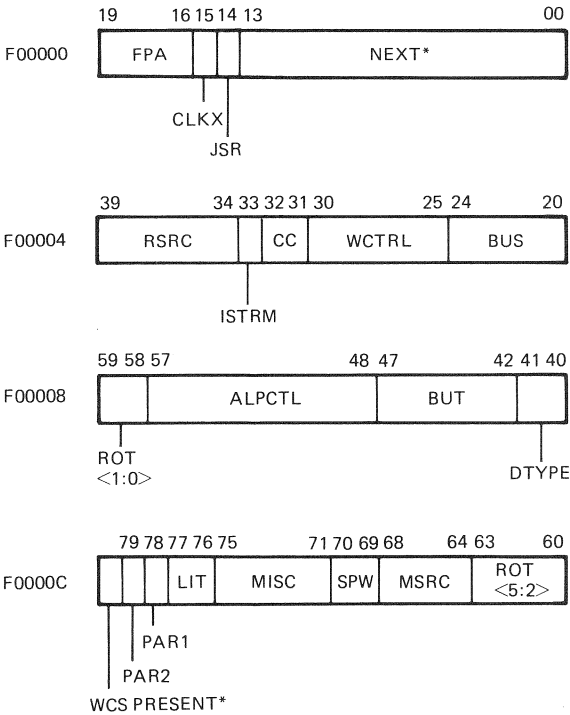 19 16 15 14 13 00
F00000 FPA NEXT*
CLKX
JSR
39 34 33 32 31 30 25 24 20
F00004 RSRC CC WCTRL BUS
ISTRM
59 58 57 48 47 42 41 40
F00008 ALPCTL BUT
ROT
<1:0>
DTYPE
79 78 77 76 75 71 70 69 68 64 63 60
F0000C LIT MISC SPW MSRC ROT
<5:2>
PAR1
PAR2
WCS PRESENT*